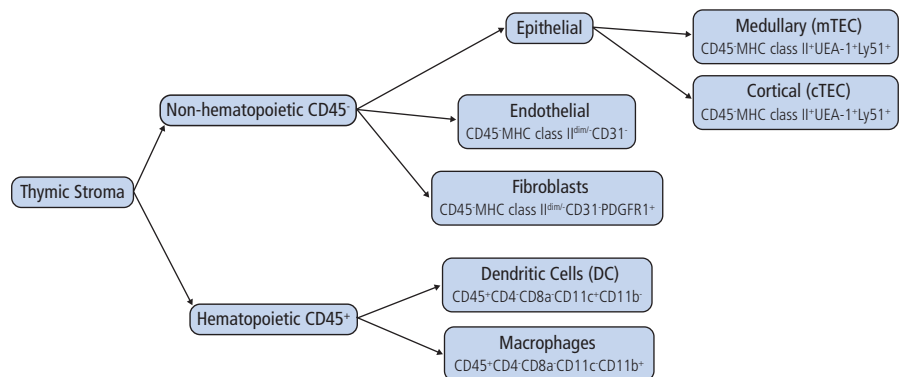 Epithelial
Medullary (mTEC)
CD45⁻MHC class II⁺UEA-1⁺Ly51⁺
Cortical (cTEC)
CD45⁻MHC class II⁺UEA-1⁺Ly51⁺
Non-hematopoietic CD45⁻
Endothelial
CD45⁻MHC class IIᵈⁱᵐ/⁻CD31⁻
Fibroblasts
CD45⁻MHC class IIᵈⁱᵐ/⁻CD31⁻PDGFR1⁺
Thymic Stroma
Hematopoietic CD45⁺
Dendritic Cells (DC)
CD45⁺CD4⁻CD8a⁻CD11c⁺CD11b⁻
Macrophages
CD45⁺CD4⁻CD8a⁻CD11c⁻CD11b⁺